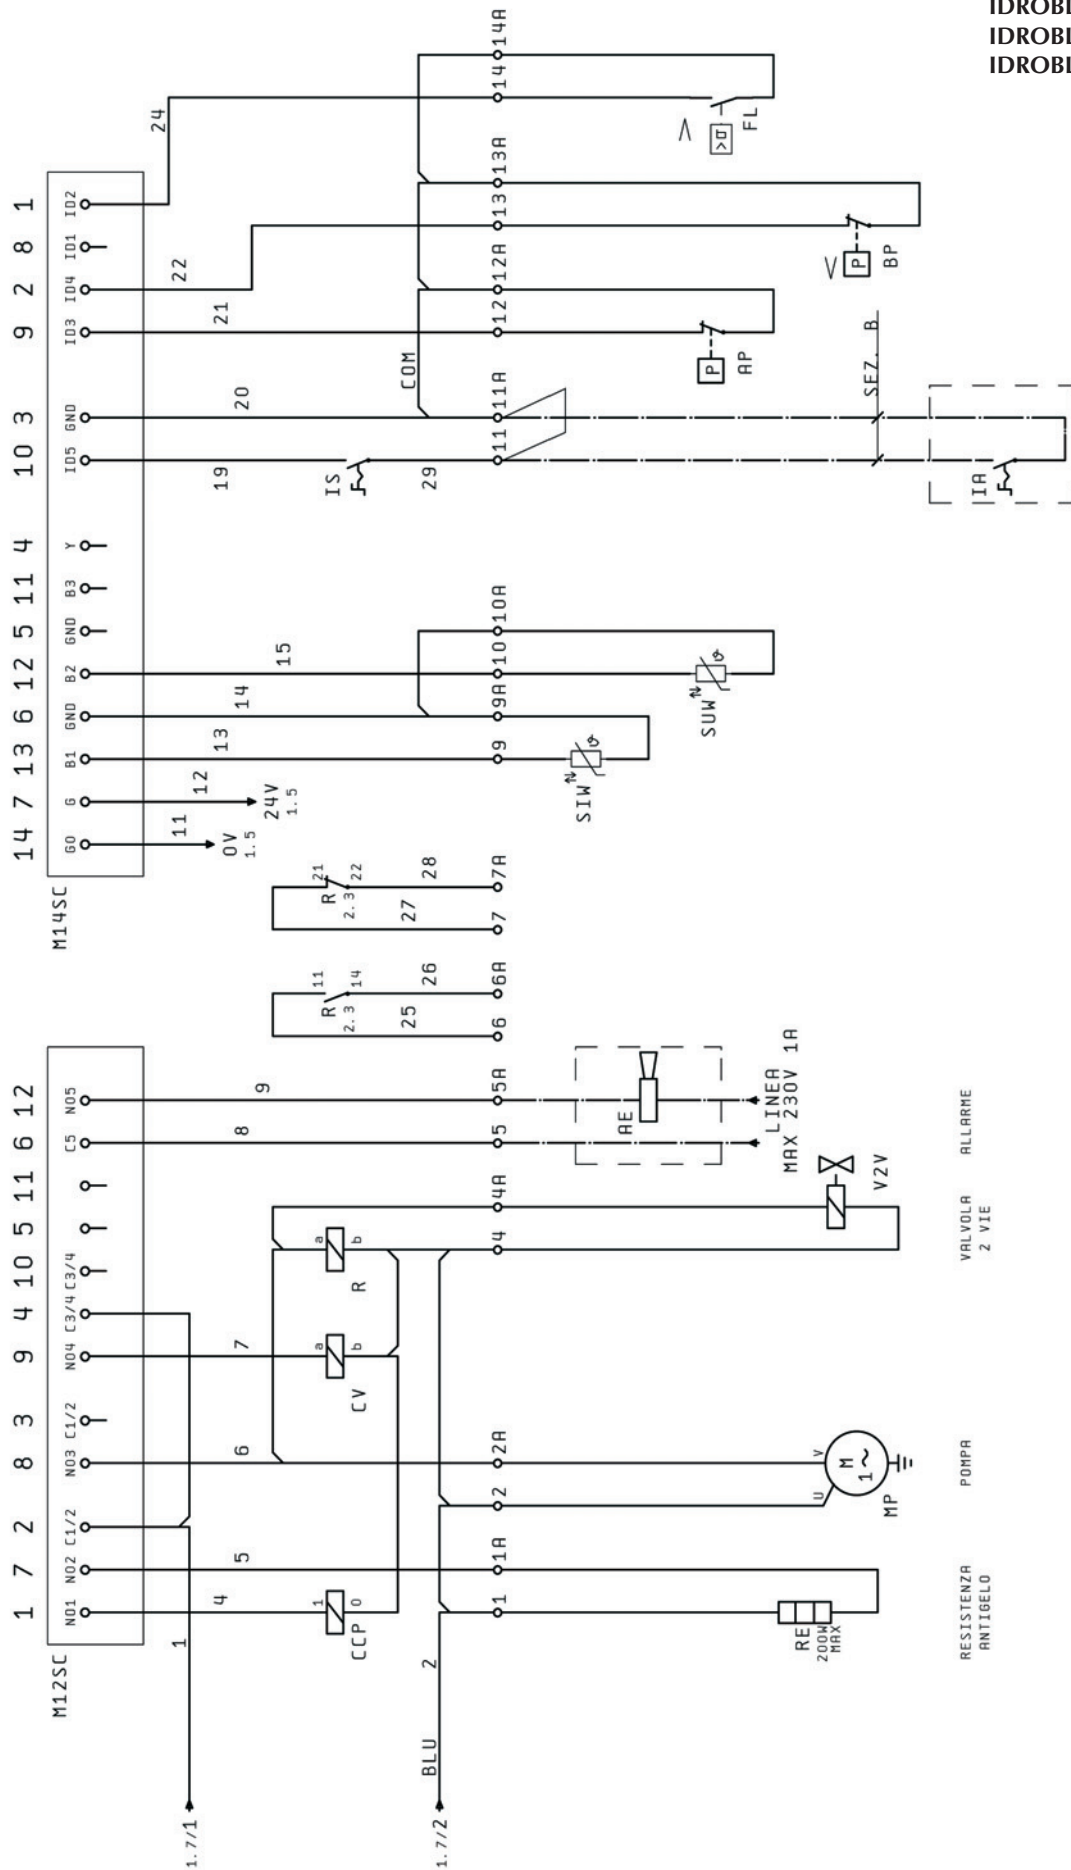 IDROBL
IDROBL
IDROBL
M12SC
1 7 2 8 3 9 4 10 5 11 6 12
NO1 NO2 C1/2 NO3 C1/2 NO4 C3/4 C3/4 C5 NO5
M14SC
14 7 13 6 12 5 11 4 10 3 9 2 8 1
G0 G B1 GND B2 GND B3 Y ID5 GND ID3 ID4 ID1 ID2
1.7/1
1
4
5
6
7
8
9
11
0V
1.5
12
24V
1.5
13
14
15
19
20
21
22
24
CCP
1
0
CV
a
b
R
a
b
R
2.3
11
14
25
26
R
2.3
21
22
27
28
IS
29
COM
1.7/2
BLU
2
1 1A 2 2A 4 4A 5 5A 6 6A 7 7A 9 9A 10 10A 11 11A 12 12A 13 13A 14 14A
RE
200W
MAX
MP
U
V
M
1~
V2V
AE
LINEA
MAX 230V 1A
SIW
ϑ
SUW
ϑ
SEZ. B
IA
P
AP
P
<
BP
>
FL
RESISTENZA
ANTIGELO
POMPA
VALVOLA
2 VIE
ALLARME